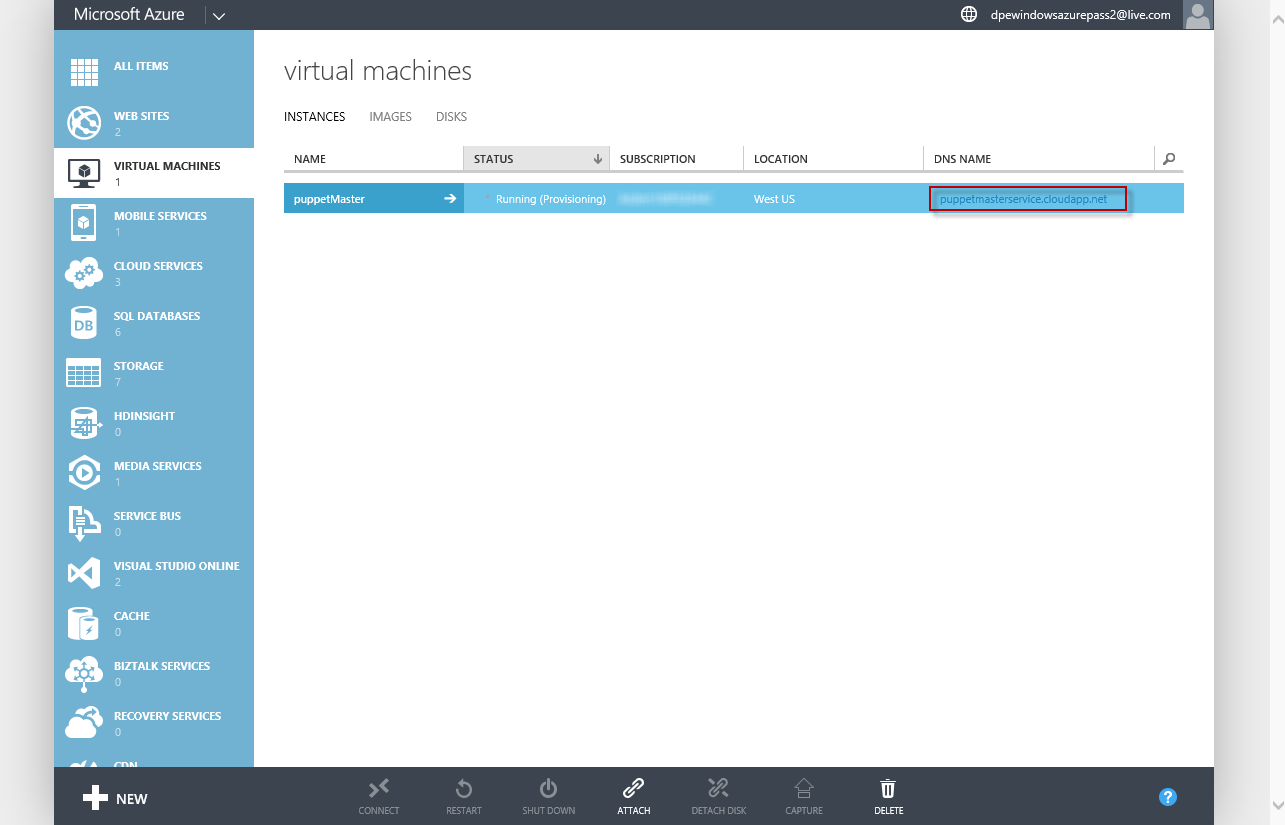 Microsoft Azure
dpewindowsazurepass2@live.com
ALL ITEMS
WEB SITES
2
VIRTUAL MACHINES
1
MOBILE SERVICES
1
CLOUD SERVICES
3
DB
SQL DATABASES
6
STORAGE
7
HDINSIGHT
0
MEDIA SERVICES
1
SERVICE BUS
0
VISUAL STUDIO ONLINE
2
CACHE
0
BIZTALK SERVICES
0
RECOVERY SERVICES
0
CDN
virtual machines
INSTANCES IMAGES DISKS
NAME STATUS SUBSCRIPTION LOCATION DNS NAME
puppetMaster Running (Provisioning) West US puppetmasterservice.cloudapp.net
NEW
CONNECT RESTART SHUT DOWN ATTACH DETACH DISK CAPTURE DELETE
?